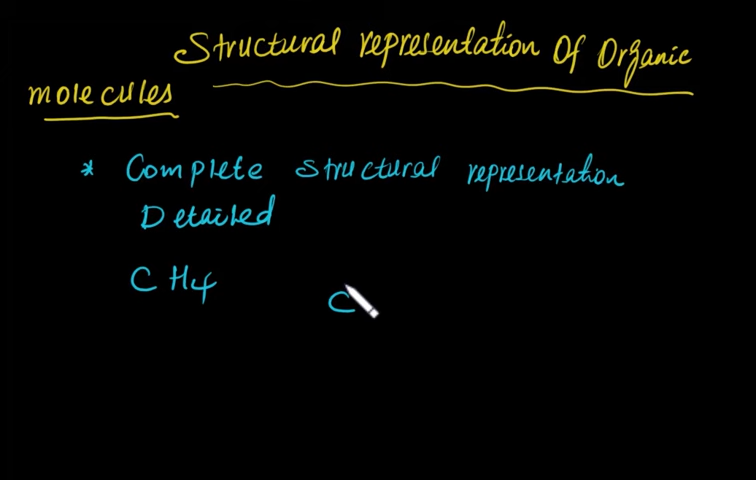 Structural representation Of Organic
molecules
* Complete Structural representation
Detailed
CH4
C